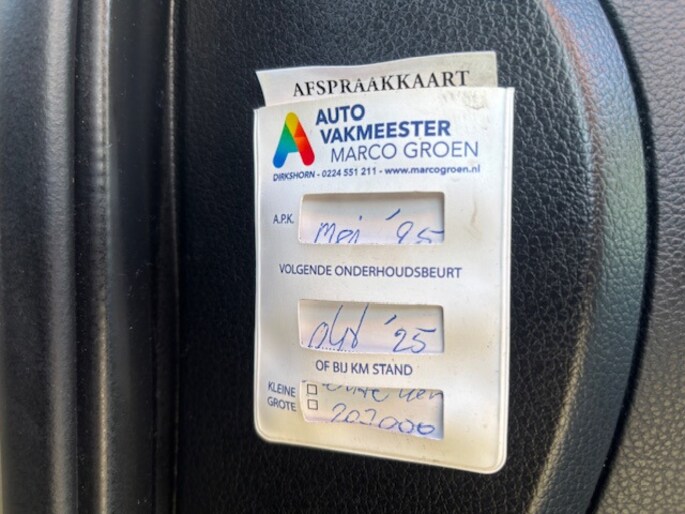 AFSPRAAKKAART
AUTO
VAKMEESTER
MARCO GROEN
DIRKSHORN - 0224 551 211 - www.marcogroen.nl
A.P.K.
mei '25
VOLGENDE ONDERHOUDSBEURT
okt '25
OF BIJ KM STAND
KLEINE
GROTE
207000